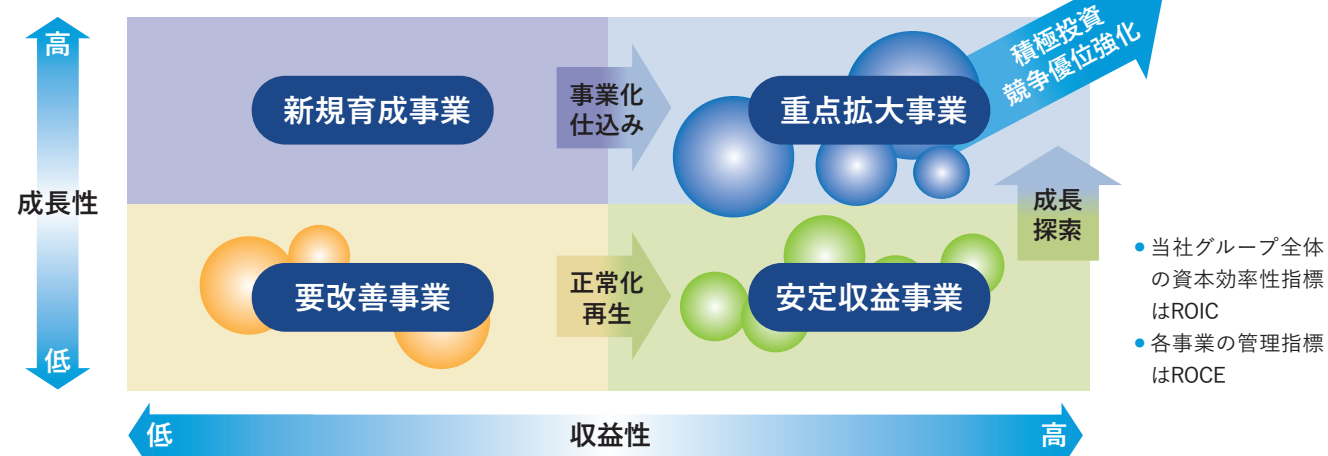 高
成長性
低
新規育成事業
事業化
仕込み
重点拡大事業
積極投資
競争優位強化
成長
探索
要改善事業
正常化
再生
安定収益事業
低
収益性
高
● 当社グループ全体
の資本効率性指標
はROIC
● 各事業の管理指標
はROCE